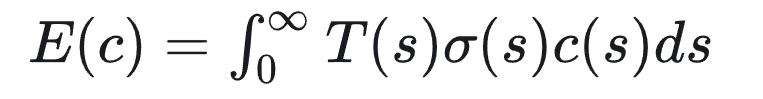 E(c) = ∫₀^∞ T(s)σ(s)c(s)ds